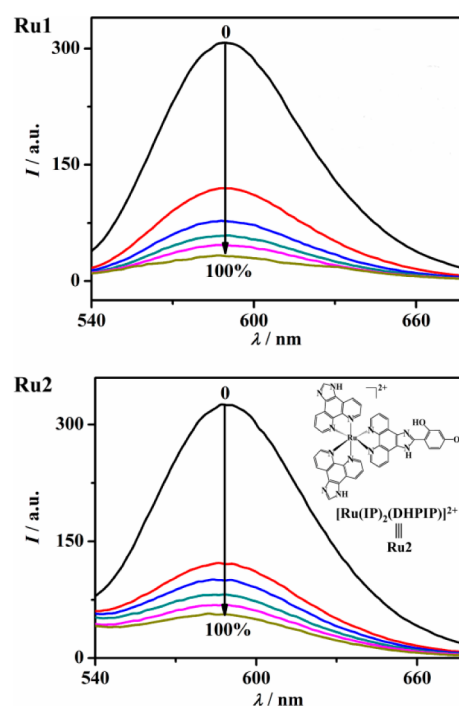 Ru1
0
300
150
0
I / a.u.
100%
540
600
660
λ / nm
Ru2
0
300
150
0
I / a.u.
100%
2+
N
NH
N
N
N
N
Ru
N
N
N
N
N
H
HO
N
NH
[Ru(IP)2(DHPIP)]2+
|||
Ru2
540
600
660
λ / nm